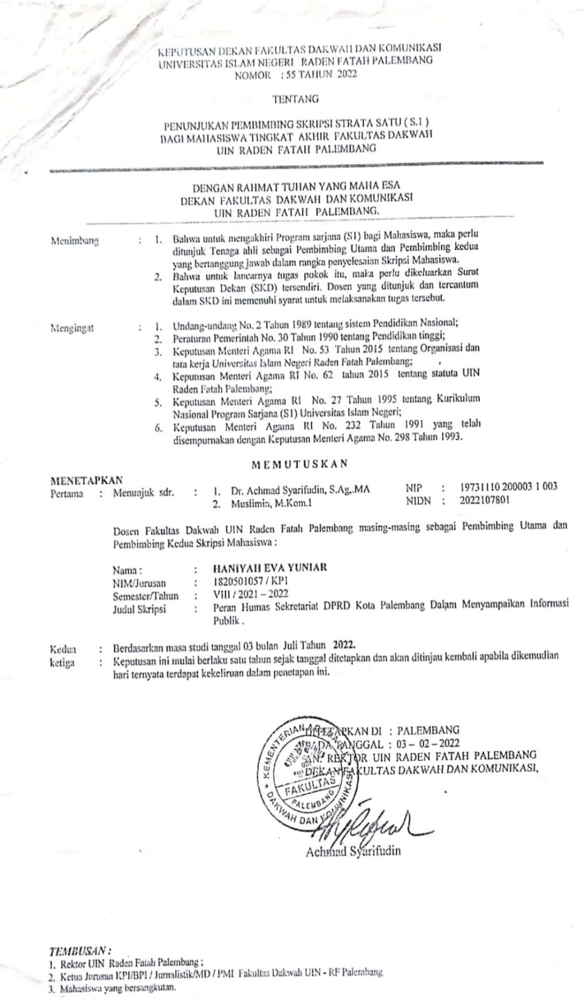 KEPUTUSAN DEKAN FAKULTAS DAKWAH DAN KOMUNIKASI
UNIVERSITAS ISLAM NEGERI RADEN FATAH PALEMBANG
NOMOR : 55 TAHUN 2022
TENTANG
PENUNJUKAN PEMBIMBING SKRIPSI STRATA SATU ( S.1 )
BAGI MAHASISWA TINGKAT AKHIR FAKULTAS DAKWAH
UIN RADEN FATAH PALEMBANG
DENGAN RAHMAT TUHAN YANG MAHA ESA
DEKAN FAKULTAS DAKWAH DAN KOMUNIKASI
UIN RADEN FATAH PALEMBANG.
Menimbang : 1. Bahwa untuk mengakhiri Program sarjana (S1) bagi Mahasiswa, maka perlu
ditunjuk Tenaga ahli sebagai Pembimbing Utama dan Pembimbing kedua
yang bertanggung jawab dalam rangka penyelesaian Skripsi Mahasiswa.
2. Bahwa untuk lancarnya tugas pokok itu, maka perlu dikeluarkan Surat
Keputusan Dekan (SKD) tersendiri. Dosen yang ditunjuk dan tercantum
dalam SKD ini memenuhi syarat untuk melaksanakan tugas tersebut.
Mengingat : 1. Undang-undang No. 2 Tahun 1989 tentang sistem Pendidikan Nasional;
2. Peraturan Pemerintah No. 30 Tahun 1990 tentang Pendidikan tinggi;
3. Keputusan Menteri Agama RI No. 53 Tahun 2015 tentang Organisasi dan
tata kerja Universitas Islam Negeri Raden Fatah Palembang;
4. Keputusan Menteri Agama RI No. 62 tahun 2015 tentang statuta UIN
Raden Fatah Palembang;
5. Keputusan Menteri Agama RI No. 27 Tahun 1995 tentang Kurikulum
Nasional Program Sarjana (S1) Universitas Islam Negeri;
6. Keputusan Menteri Agama RI No. 232 Tahun 1991 yang telah
disempurnakan dengan Keputusan Menteri Agama No. 298 Tahun 1993.
M E M U T U S K A N
MENETAPKAN
Pertama : Menunjuk sdr. : 1. Dr. Achmad Syarifudin, S.Ag,.MA NIP : 19731110 200003 1 003
2. Muslimin, M.Kom.I NIDN : 2022107801
Dosen Fakultas Dakwah UIN Raden Fatah Palembang masing-masing sebagai Pembimbing Utama dan
Pembimbing Kedua Skripsi Mahasiswa :
Nama : : HANIYAH EVA YUNIAR
NIM/Jurusan : 1820501057 / KPI
Semester/Tahun : VIII / 2021 – 2022
Judul Skripsi : Peran Humas Sekretariat DPRD Kota Palembang Dalam Menyampaikan Informasi
Publik .
Kedua : Berdasarkan masa studi tanggal 03 bulan Juli Tahun 2022.
ketiga : Keputusan ini mulai berlaku satu tahun sejak tanggal ditetapkan dan akan ditinjau kembali apabila dikemudian
hari ternyata terdapat kekeliruan dalam penetapan ini.
DITETAPKAN DI : PALEMBANG
PADA TANGGAL : 03 – 02 – 2022
AN. REKTOR UIN RADEN FATAH PALEMBANG
DEKAN FAKULTAS DAKWAH DAN KOMUNIKASI,
KEMENTERIAN AGAMA
FAKULTAS
PALEMBANG
DAKWAH DAN KOMUNIKASI
Achmad Syarifudin
TEMBUSAN :
1. Rektor UIN Raden Fatah Palembang ;
2. Ketua Jurusan KPI/BPI / Jurnalistik/MD / PMI Fakultas Dakwah UIN - RF Palembang
3. Mahasiswa yang bersangkutan.